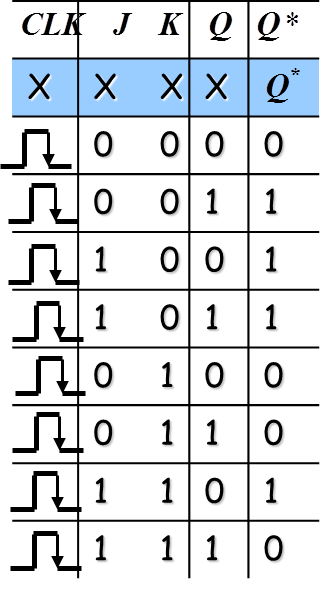 CLK J K Q Q*
X X X X Q*
0 0 0 0
0 0 1 1
1 0 0 1
1 0 1 1
0 1 0 0
0 1 1 0
1 1 0 1
1 1 1 0